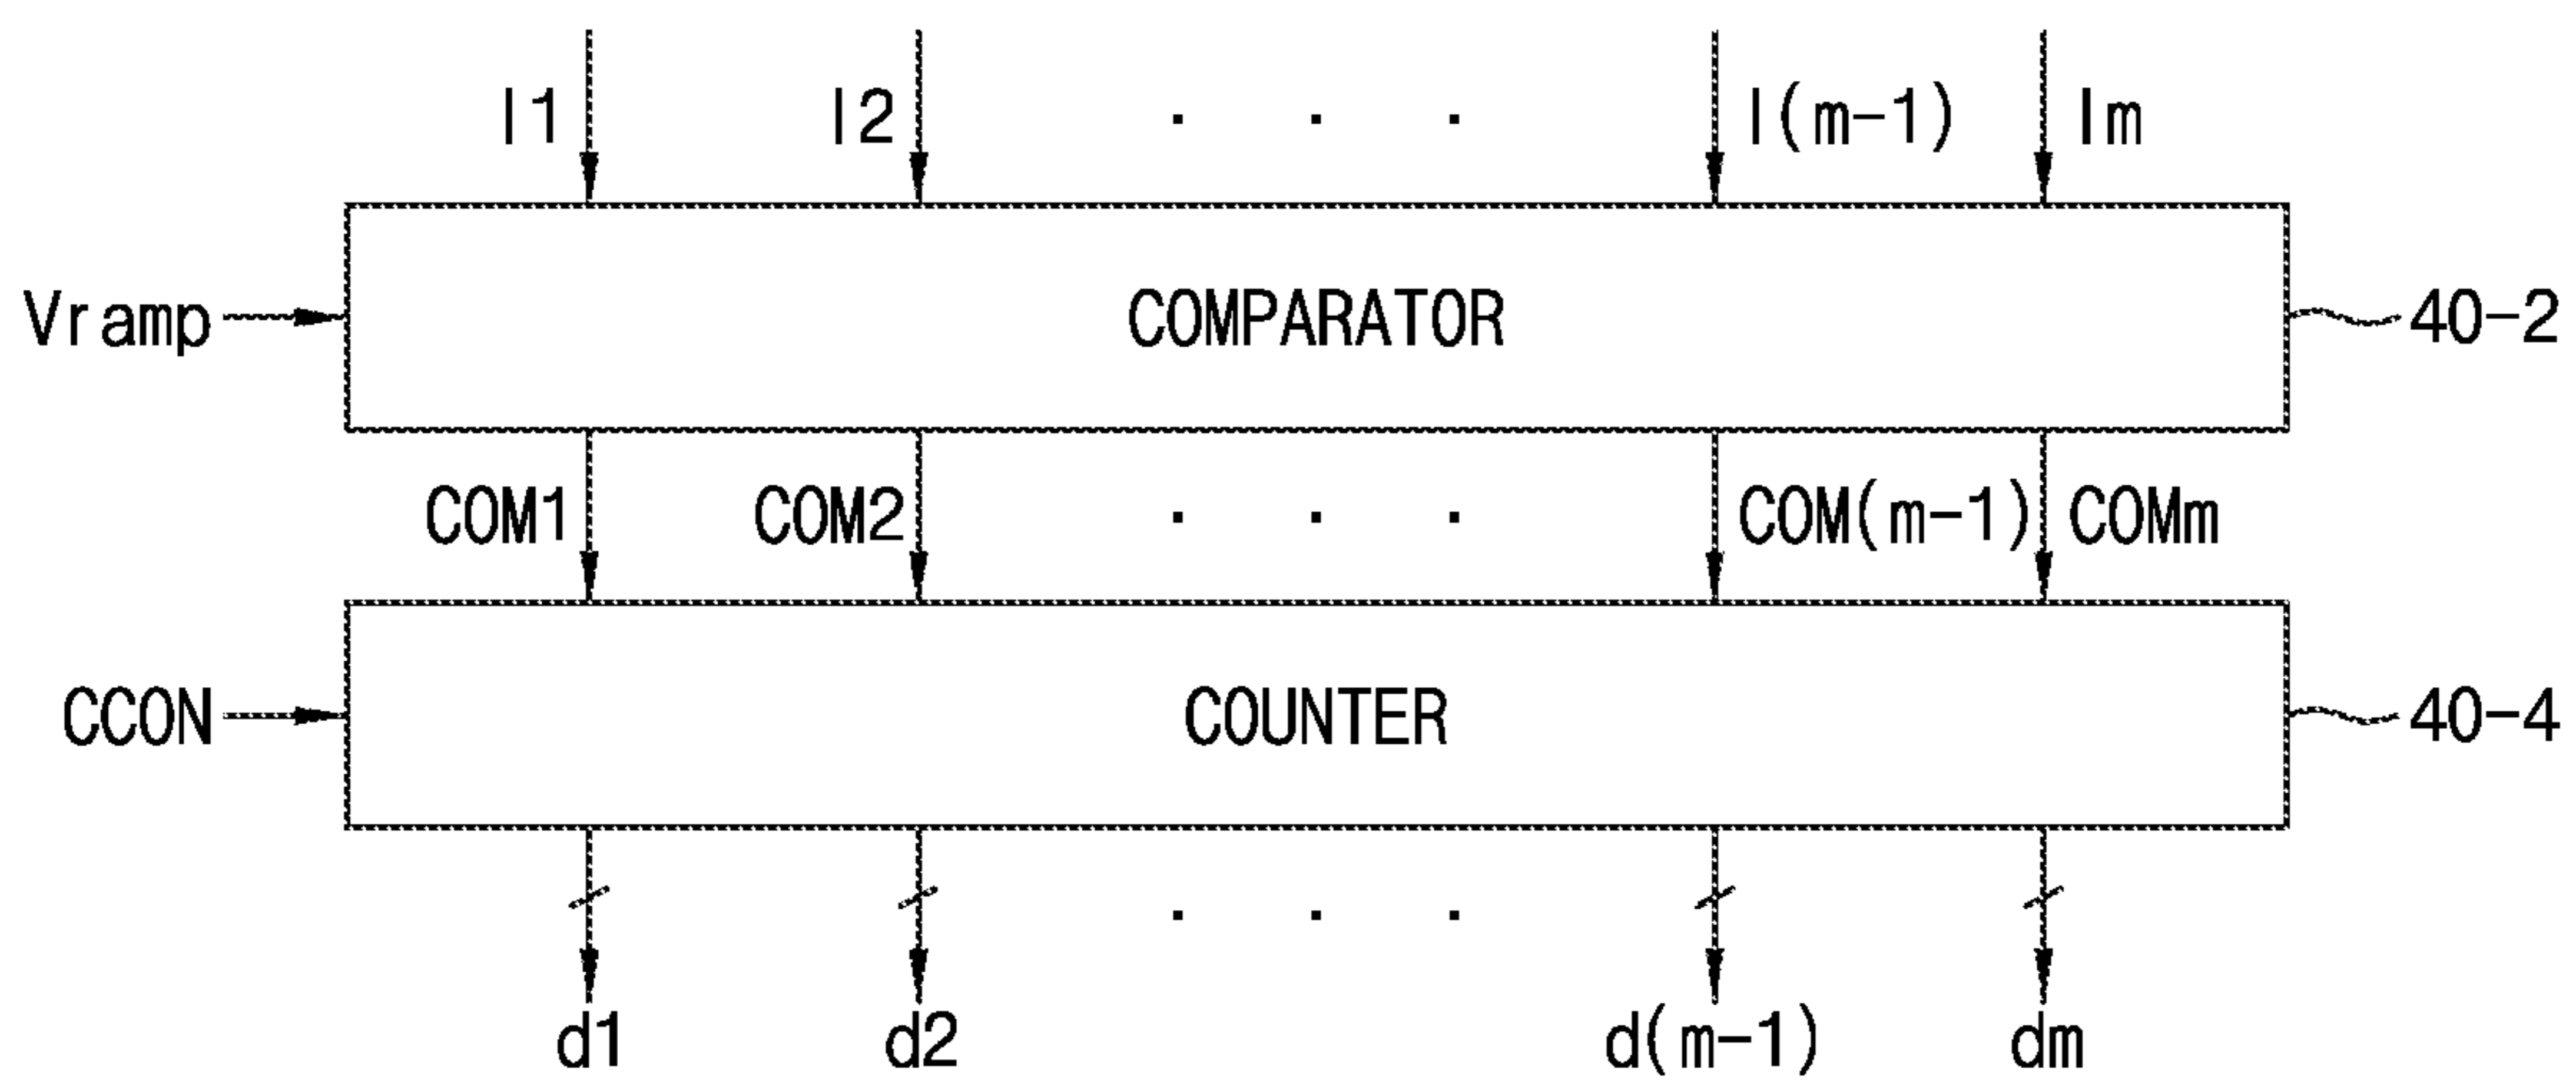 I1 I2 . . . I(m-1) Im
Vramp COMPARATOR 40-2
COM1 COM2 . . . COM(m-1) COMm
CCON COUNTER 40-4
. . .
d1 d2 d(m-1) dm